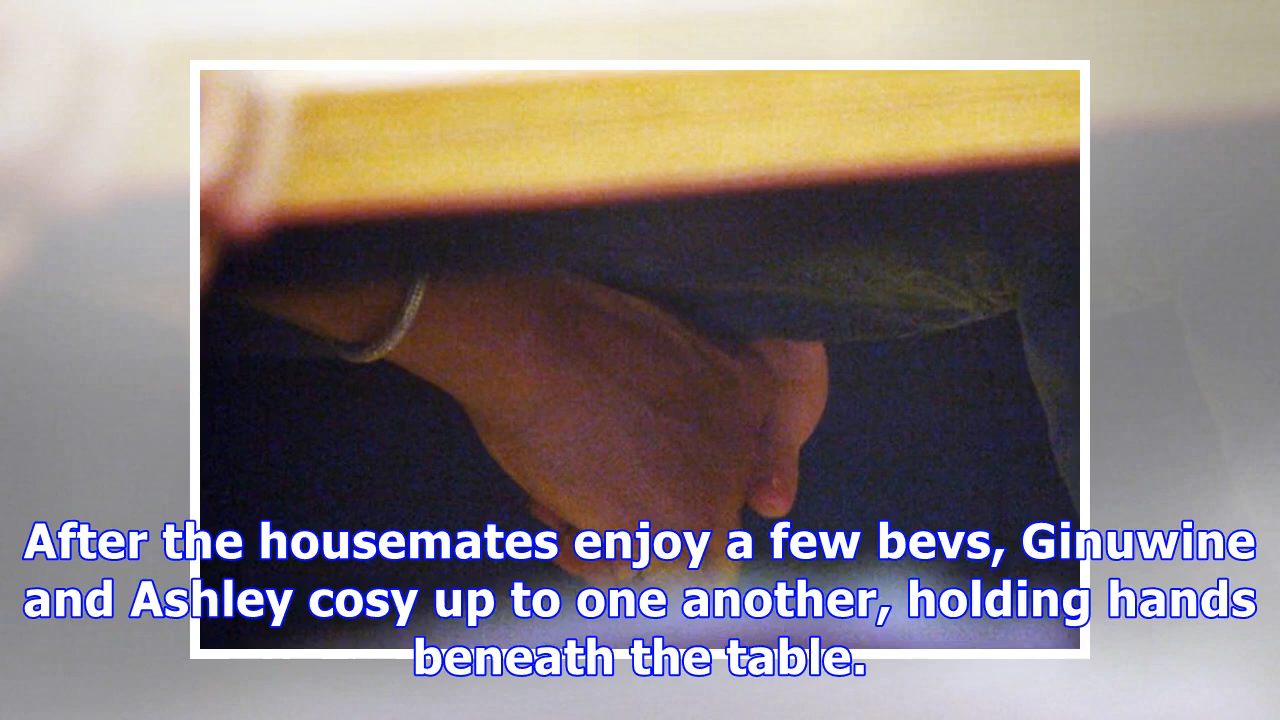 After the housemates enjoy a few bevs, Ginuwine
and Ashley cosy up to one another, holding hands
beneath the table.